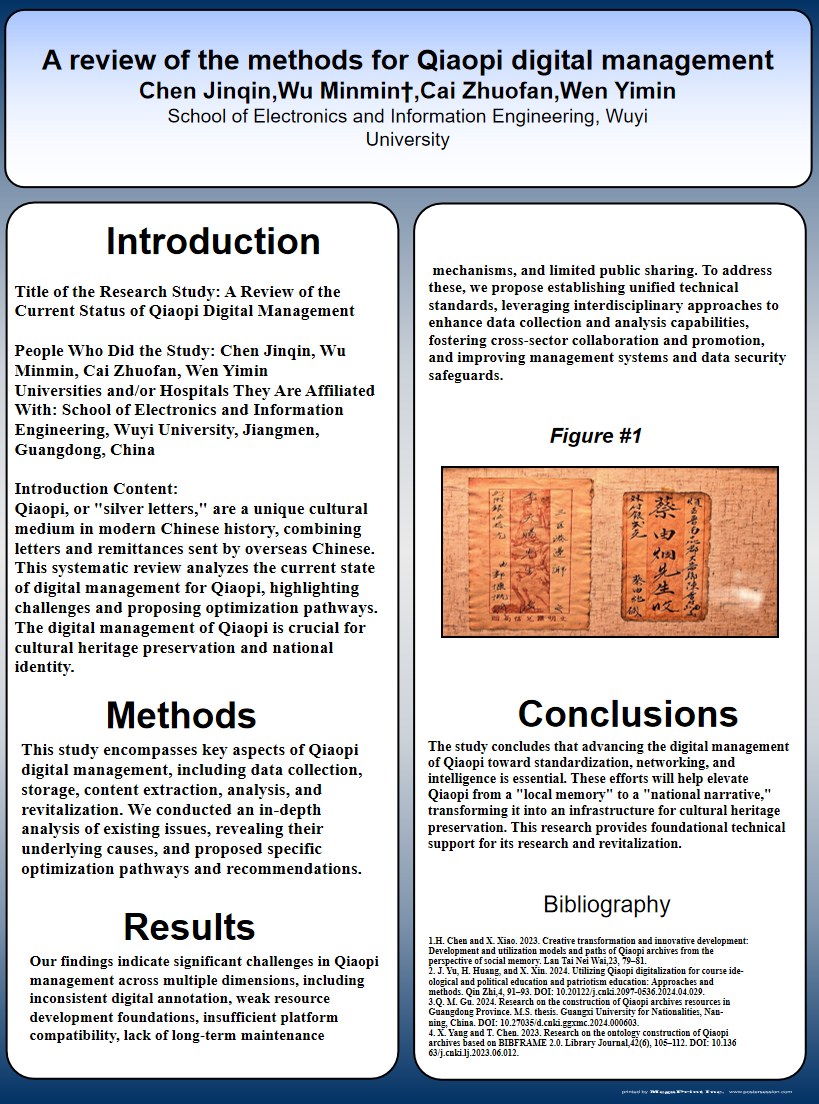 A review of the methods for Qiaopi digital management
Chen Jinqin,Wu Minmin†,Cai Zhuofan,Wen Yimin
School of Electronics and Information Engineering, Wuyi
University
Introduction
Title of the Research Study: A Review of the
Current Status of Qiaopi Digital Management
People Who Did the Study: Chen Jinqin, Wu
Minmin, Cai Zhuofan, Wen Yimin
Universities and/or Hospitals They Are Affiliated
With: School of Electronics and Information
Engineering, Wuyi University, Jiangmen,
Guangdong, China
Introduction Content:
Qiaopi, or "silver letters," are a unique cultural
medium in modern Chinese history, combining
letters and remittances sent by overseas Chinese.
This systematic review analyzes the current state
of digital management for Qiaopi, highlighting
challenges and proposing optimization pathways.
The digital management of Qiaopi is crucial for
cultural heritage preservation and national
identity.
Methods
This study encompasses key aspects of Qiaopi
digital management, including data collection,
storage, content extraction, analysis, and
revitalization. We conducted an in-depth
analysis of existing issues, revealing their
underlying causes, and proposed specific
optimization pathways and recommendations.
Results
Our findings indicate significant challenges in Qiaopi
management across multiple dimensions, including
inconsistent digital annotation, weak resource
development foundations, insufficient platform
compatibility, lack of long-term maintenance
mechanisms, and limited public sharing. To address
these, we propose establishing unified technical
standards, leveraging interdisciplinary approaches to
enhance data collection and analysis capabilities,
fostering cross-sector collaboration and promotion,
and improving management systems and data security
safeguards.
Figure #1
先生
Conclusions
The study concludes that advancing the digital management
of Qiaopi toward standardization, networking, and
intelligence is essential. These efforts will help elevate
Qiaopi from a "local memory" to a "national narrative,"
transforming it into an infrastructure for cultural heritage
preservation. This research provides foundational technical
support for its research and revitalization.
Bibliography
1.H. Chen and X. Xiao. 2023. Creative transformation and innovative development:
Development and utilization models and paths of Qiaopi archives from the
perspective of social memory. Lan Tai Nei Wai,23, 79–81.
2. J. Yu, H. Huang, and X. Xin. 2024. Utilizing Qiaopi digitalization for course ide-
ological and political education and patriotism education: Approaches and
methods. Qin Zhi,4, 91–93. DOI: 10.20122/j.cnki.2097-0536.2024.04.029.
3.Q. M. Gu. 2024. Research on the construction of Qiaopi archives resources in
Guangdong Province. M.S. thesis. Guangxi University for Nationalities, Nan-
ning, China. DOI: 10.27035/d.cnki.ggxmc.2024.000603.
4. X. Yang and T. Chen. 2023. Research on the ontology construction of Qiaopi
archives based on BIBFRAME 2.0. Library Journal,42(6), 105–112. DOI: 10.136
63/j.cnki.lj.2023.06.012.
printed by MegaPrint Inc. www.postersession.com